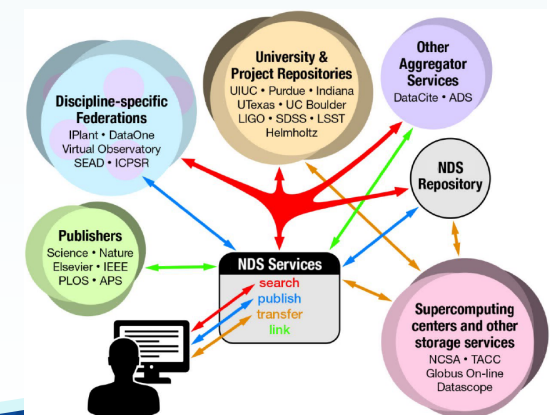 Discipline-specific
Federations
IPlant • DataOne
Virtual Observatory
SEAD • ICPSR
University &
Project Repositories
UIUC • Purdue • Indiana
UTexas • UC Boulder
LIGO • SDSS • LSST
Helmholtz
Other
Aggregator
Services
DataCite • ADS
NDS
Repository
Publishers
Science • Nature
Elsevier • IEEE
PLOS • APS
NDS Services
search
publish
transfer
link
Supercomputing
centers and other
storage services
NCSA • TACC
Globus On-line
Datascope